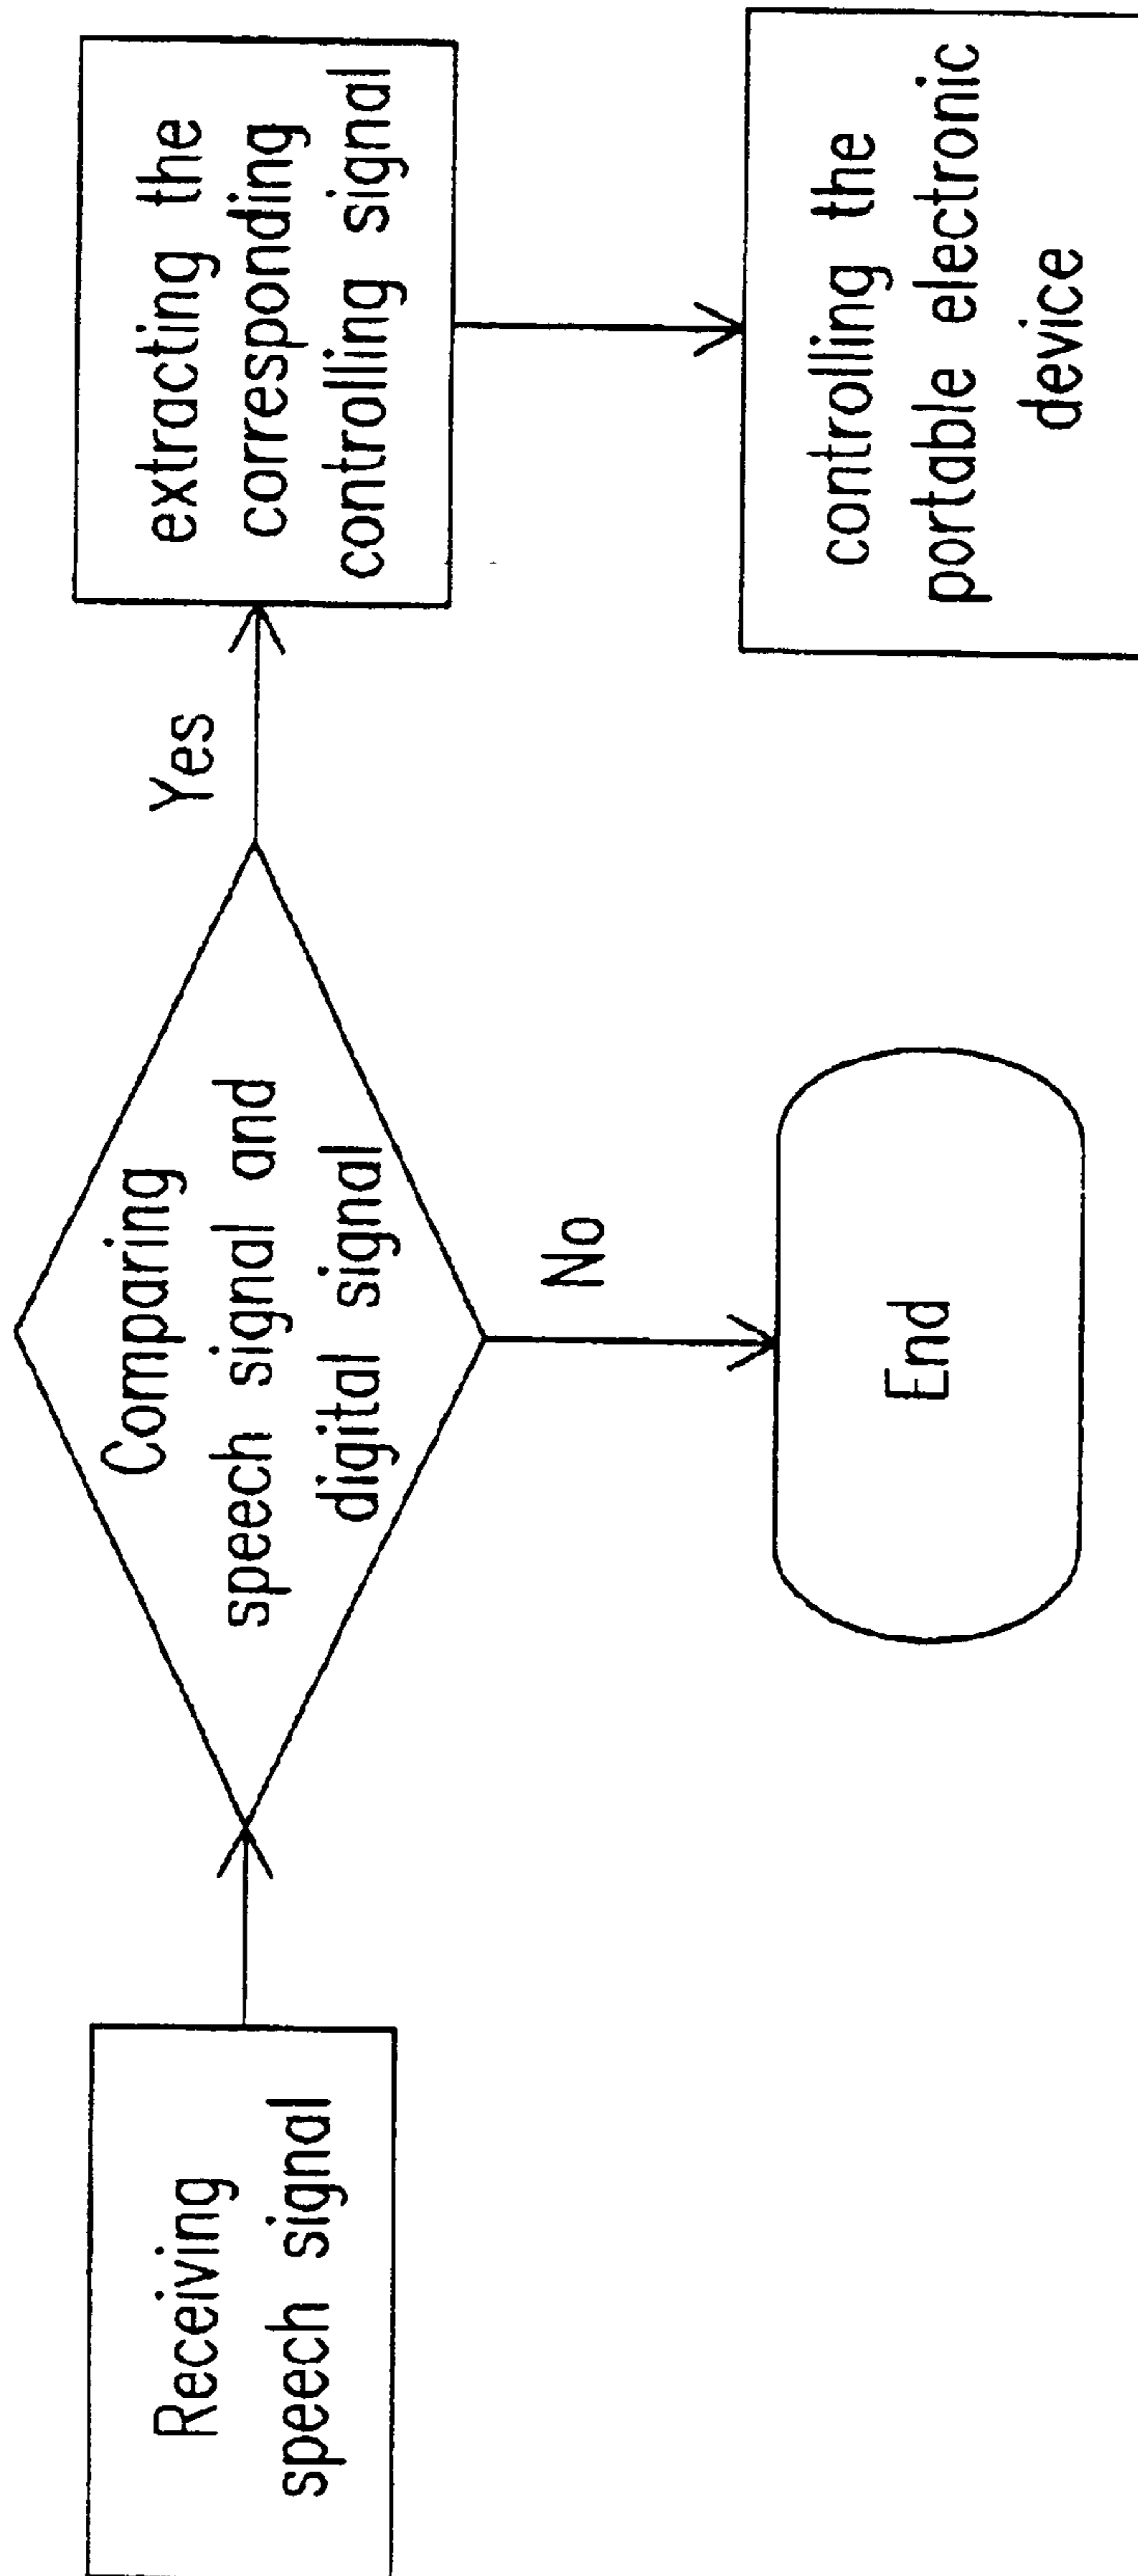 Receiving
speech signal
Comparing
speech signal and
digital signal
Yes
No
extracting the
corresponding
controlling signal
End
controlling the
portable electronic
device